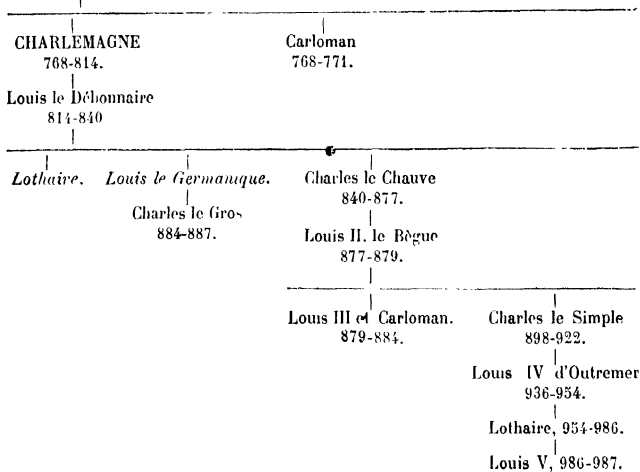 CHARLEMAGNE
768-814.
Carloman
768-771.
Louis le Débonnaire
814-840
Lothaire.
Louis le Germanique.
Charles le Chauve
840-877.
Charles le Gros
884-887.
Louis II. le Bègue
877-879.
Louis III et Carloman.
879-884.
Charles le Simple
898-922.
Louis IV d'Outremer
936-954.
Lothaire, 954-986.
Louis V, 986-987.